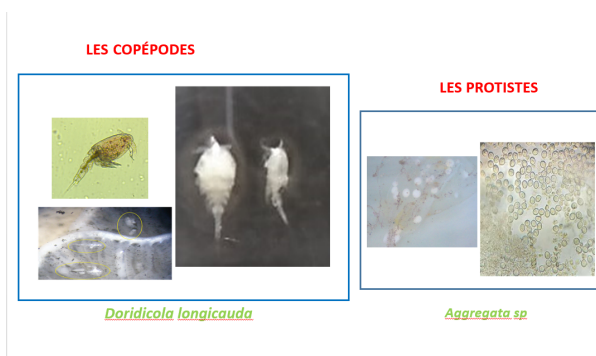 LES COPÉPODES
LES PROTISTES
Doridicola longicauda
Aggregata sp